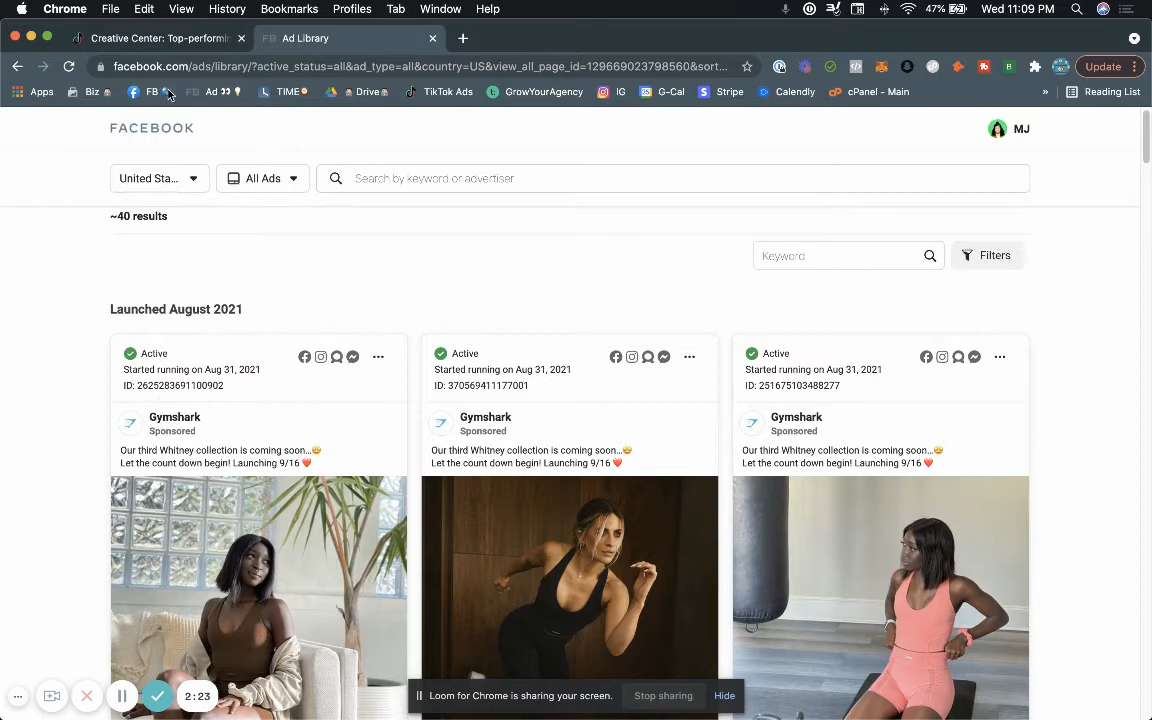 Chrome File Edit View History Bookmarks Profiles Tab Window Help 47% Wed 11:09 PM
Creative Center: Top-performin Ad Library
facebook.com/ads/library/?active_status=all&ad_type=all&country=US&view_all_page_id=129669023798560&sort... Update
Apps Biz FB Ad TIME Drive TikTok Ads GrowYourAgency IG G-Cal Stripe Calendly cPanel - Main » Reading List
FACEBOOK MJ
United Sta... All Ads Search by keyword or advertiser
~40 results
Keyword Filters
Launched August 2021
Active Active Active
Started running on Aug 31, 2021 Started running on Aug 31, 2021 Started running on Aug 31, 2021
ID: 2625283691100902 ID: 370569411177001 ID: 251675103488277
Gymshark Gymshark Gymshark
Sponsored Sponsored Sponsored
Our third Whitney collection is coming soon...🤩 Our third Whitney collection is coming soon...🤩 Our third Whitney collection is coming soon...🤩
Let the count down begin! Launching 9/16 ❤️ Let the count down begin! Launching 9/16 ❤️ Let the count down begin! Launching 9/16 ❤️
2:23 Loom for Chrome is sharing your screen. Stop sharing Hide